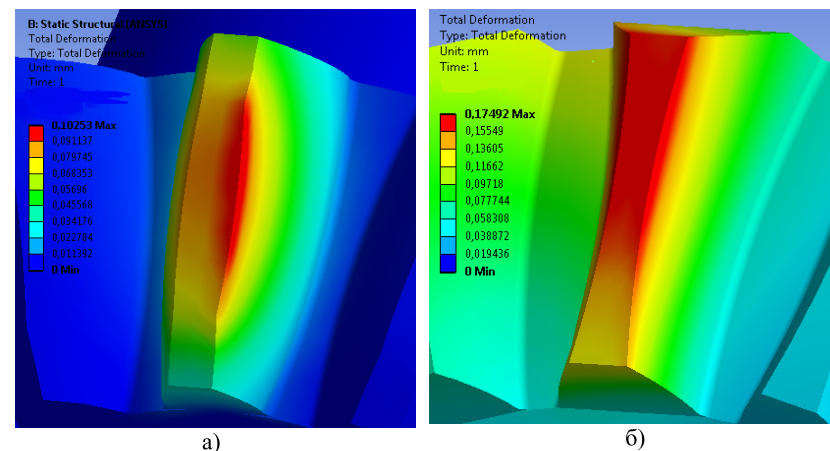 B: Static Structural (ANSYS)
Total Deformation
Type: Total Deformation
Unit: mm
Time: 1
0,10253 Max
0,091137
0,079745
0,068353
0,05696
0,045568
0,034176
0,022784
0,011392
0 Min
а)
Total Deformation
Type: Total Deformation
Unit: mm
Time: 1
0,17492 Max
0,15549
0,13605
0,11662
0,09718
0,077744
0,058308
0,038872
0,019436
0 Min
б)